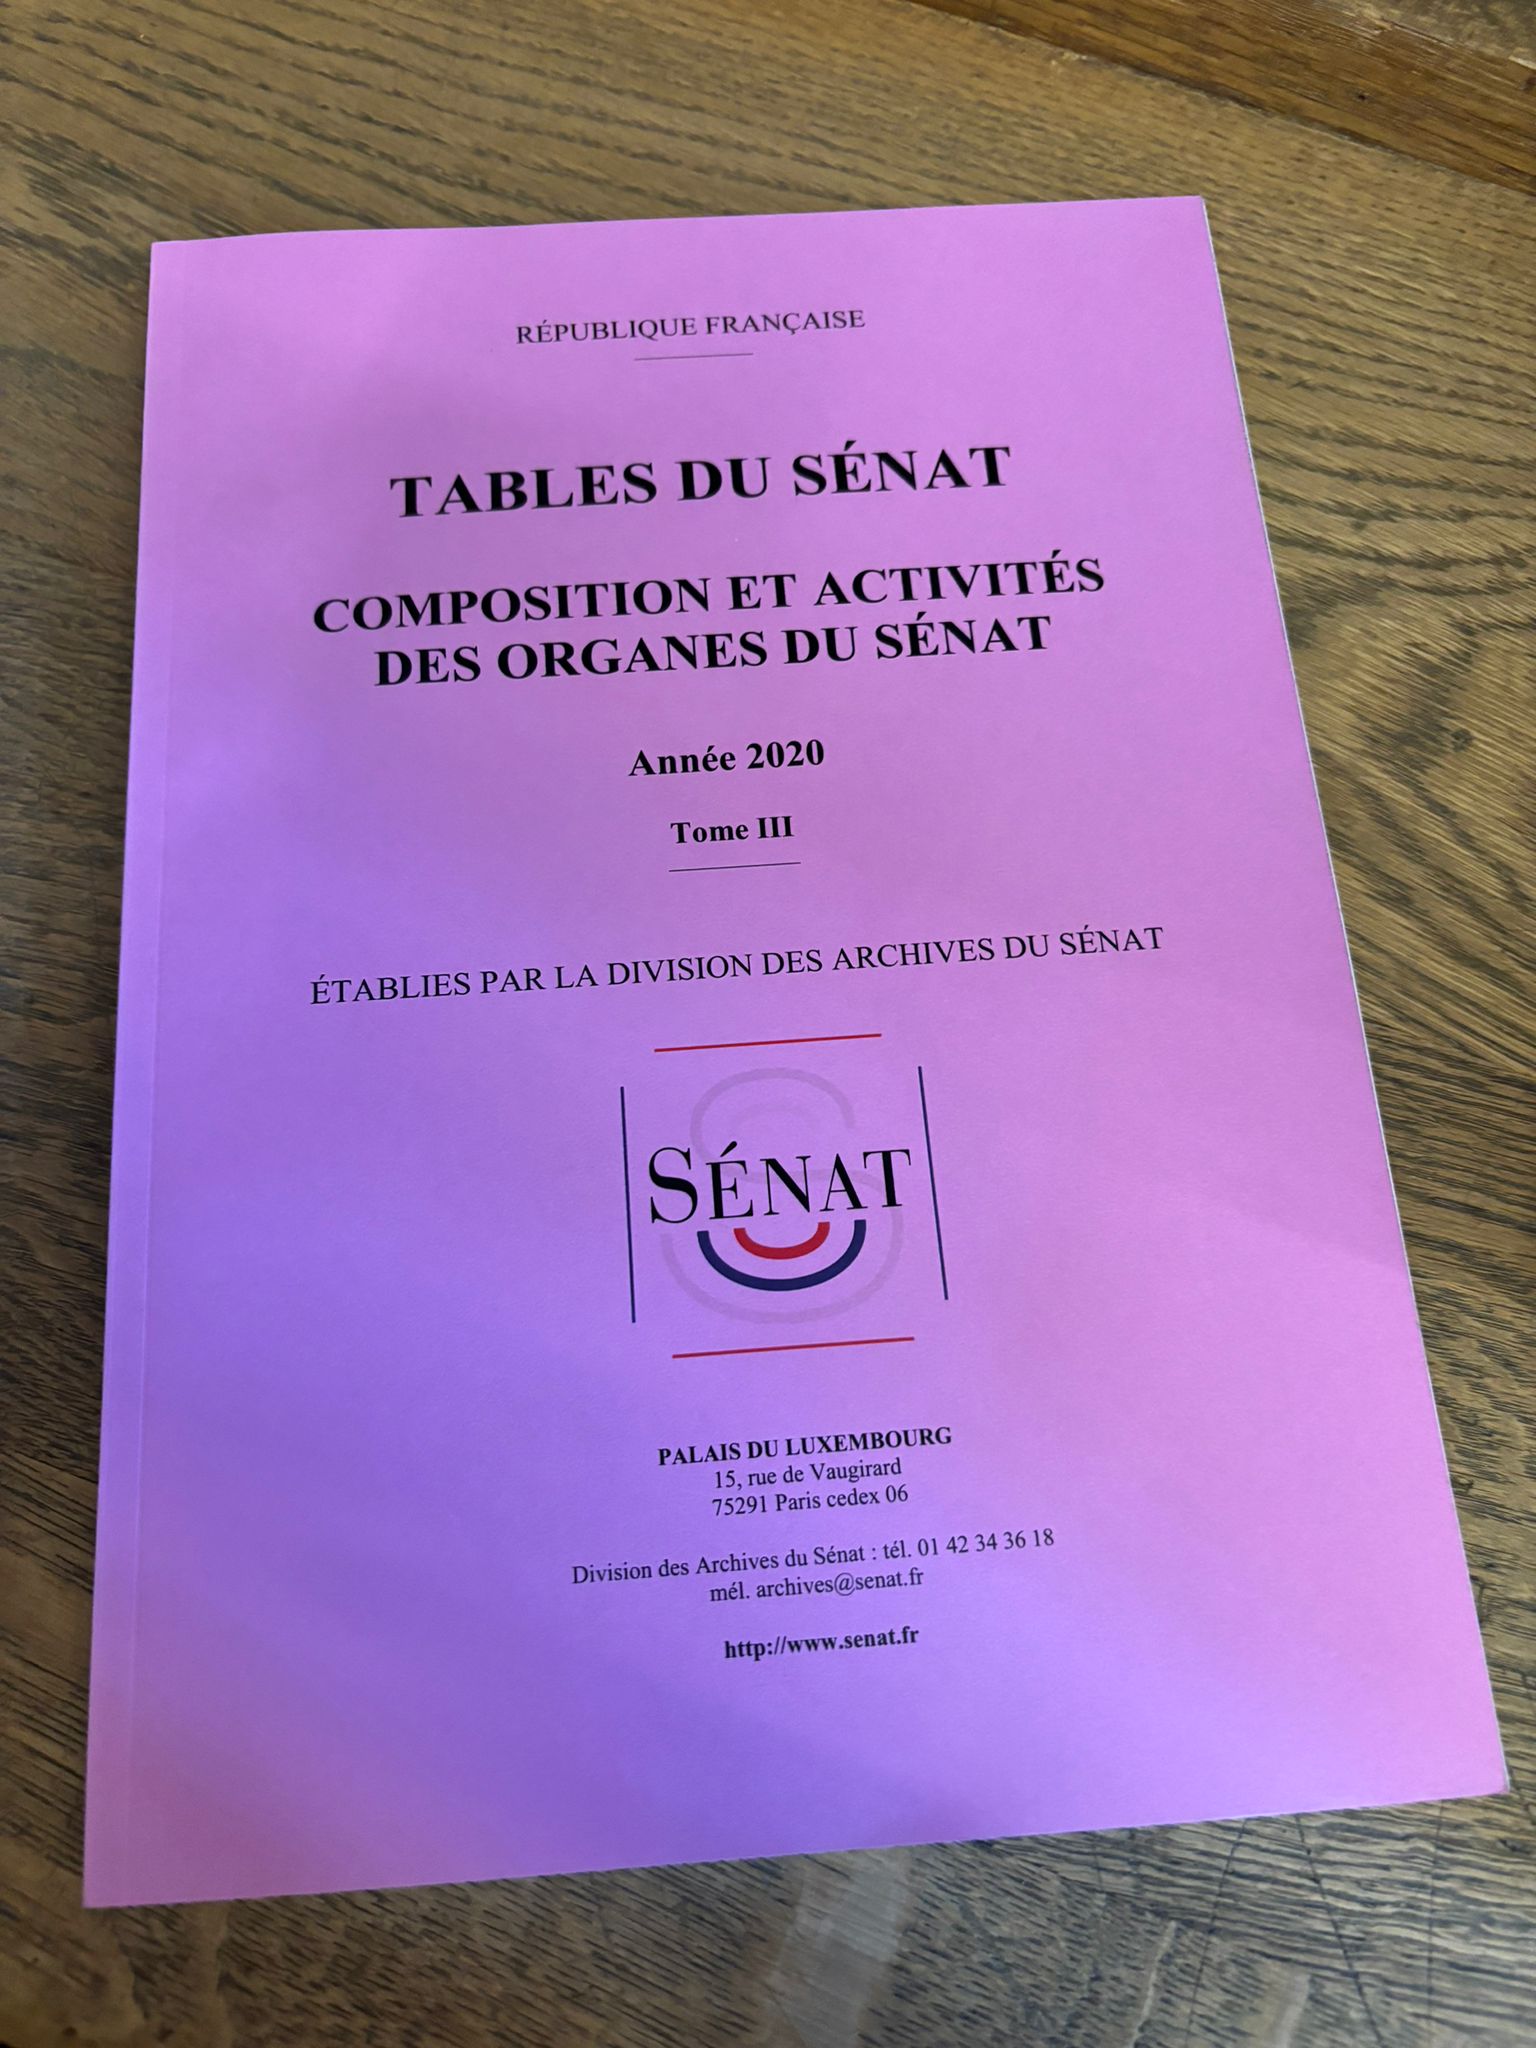 RÉPUBLIQUE FRANÇAISE
TABLES DU SÉNAT
COMPOSITION ET ACTIVITÉS
DES ORGANES DU SÉNAT
Année 2020
Tome III
ÉTABLIES PAR LA DIVISION DES ARCHIVES DU SÉNAT
SÉNAT
PALAIS DU LUXEMBOURG
15, rue de Vaugirard
75291 Paris cedex 06
Division des Archives du Sénat : tél. 01 42 34 36 18
mél. archives@senat.fr
http://www.senat.fr